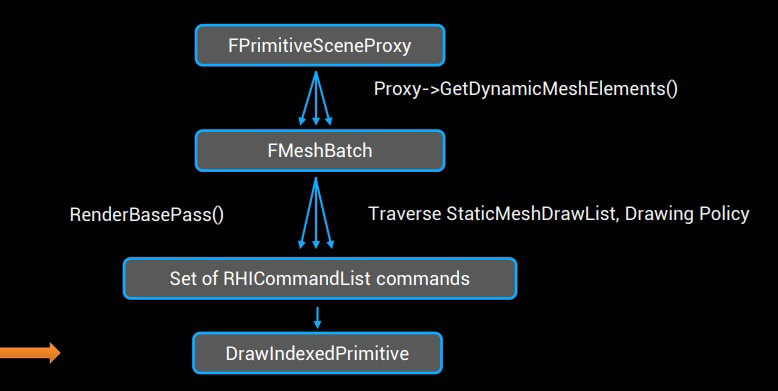 FPrimitiveSceneProxy
Proxy->GetDynamicMeshElements()
FMeshBatch
RenderBasePass()
Traverse StaticMeshDrawList, Drawing Policy
Set of RHICommandList commands
DrawIndexedPrimitive